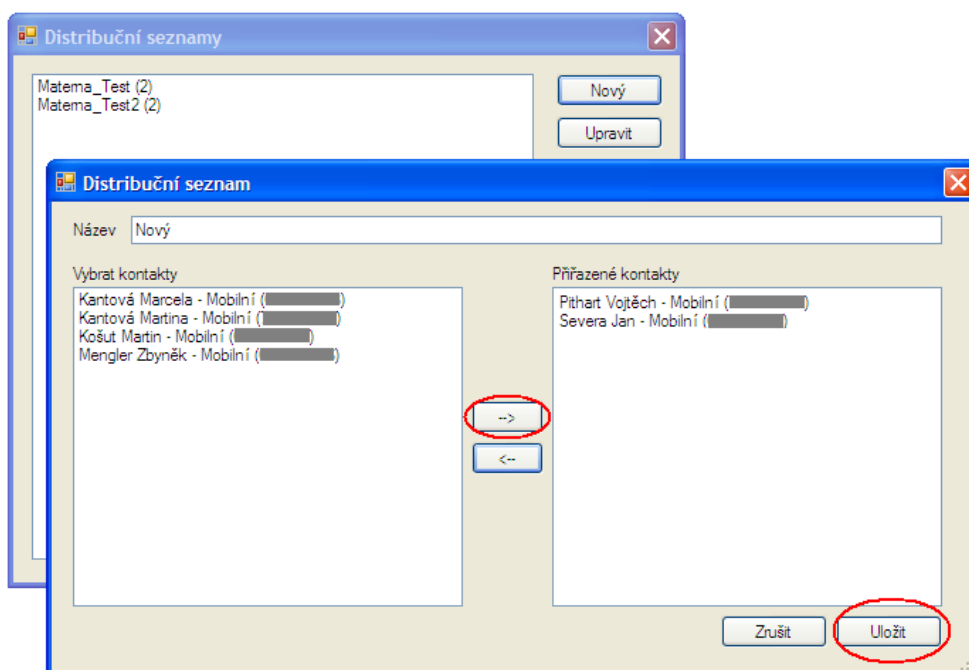 Distribuční seznamy
Materna_Test (2)
Materna_Test2 (2)
Nový
Upravit
Distribuční seznam
Název Nový
Vybrat kontakty
Kantová Marcela - Mobilní ( )
Kantová Martina - Mobilní ( )
Košut Martin - Mobilní ( )
Mengler Zbyněk - Mobilní ( )
-->
<--
Přiřazené kontakty
Pithart Vojtěch - Mobilní ( )
Severa Jan - Mobilní ( )
Zrušit
Uložit